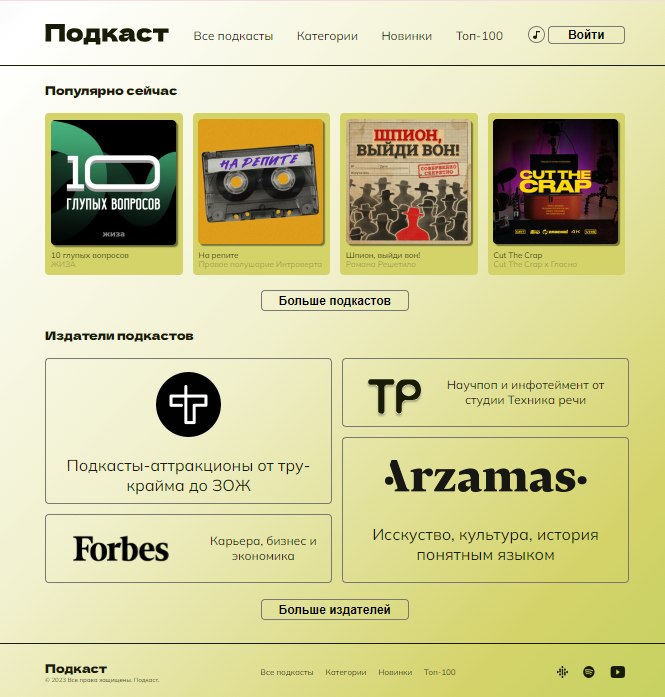 Подкаст
Все подкасты Категории Новинки Топ-100
Войти
Популярно сейчас
10
ГЛУПЫХ ВОПРОСОВ
жиза
НА РЕПИТЕ
ШПИОН,
ВЫЙДИ ВОН!
СОВЕРШЕННО
СЕКРЕТНО
CUT THE
CRAP
4K
10 глупых вопросов
ЖИЗА
На репите
Правое полушарие Интроверта
Шпион, выйди вон!
Романа Решетило
Cut The Crap
Cut The Crap x Гласно
Больше подкастов
Издатели подкастов
Подкасты-аттракционы от тру-
крайма до ЗОЖ
ТР
Научпоп и инфотеймент от
студии Техника речи
Forbes
Карьера, бизнес и
экономика
Arzamas
Исскуство, культура, история
понятным языком
Больше издателей
Подкаст
© 2023 Все права защищены. Подкаст.
Все подкасты Категории Новинки Топ-100